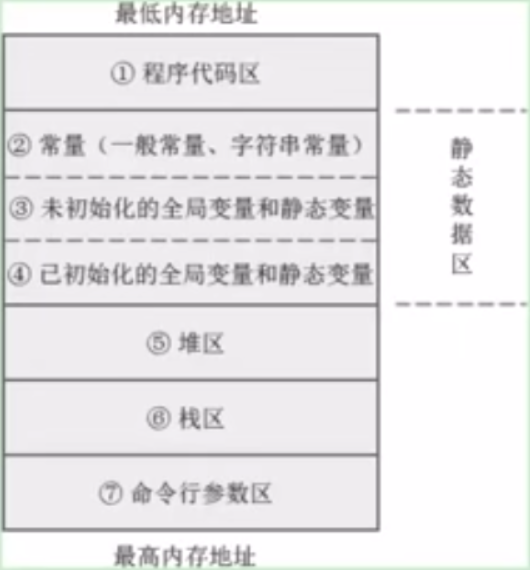 最低内存地址
① 程序代码区
② 常量（一般常量、字符串常量）
③ 未初始化的全局变量和静态变量
④ 已初始化的全局变量和静态变量
静态数据区
⑤ 堆区
⑥ 栈区
⑦ 命令行参数区
最高内存地址